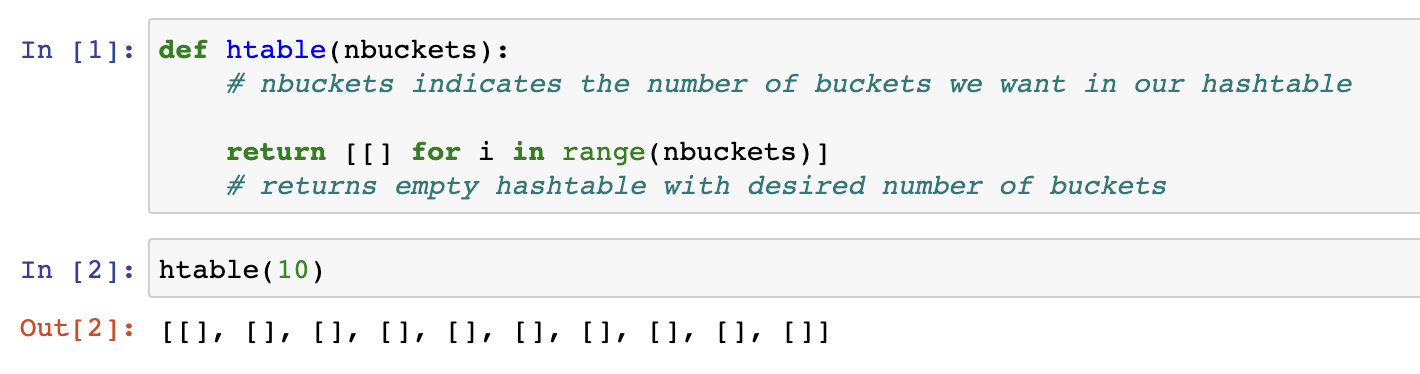 In [1]: def htable(nbuckets):
# nbuckets indicates the number of buckets we want in our hashtable
return [[] for i in range(nbuckets)]
# returns empty hashtable with desired number of buckets
In [2]: htable(10)
Out[2]: [[], [], [], [], [], [], [], [], [], []]